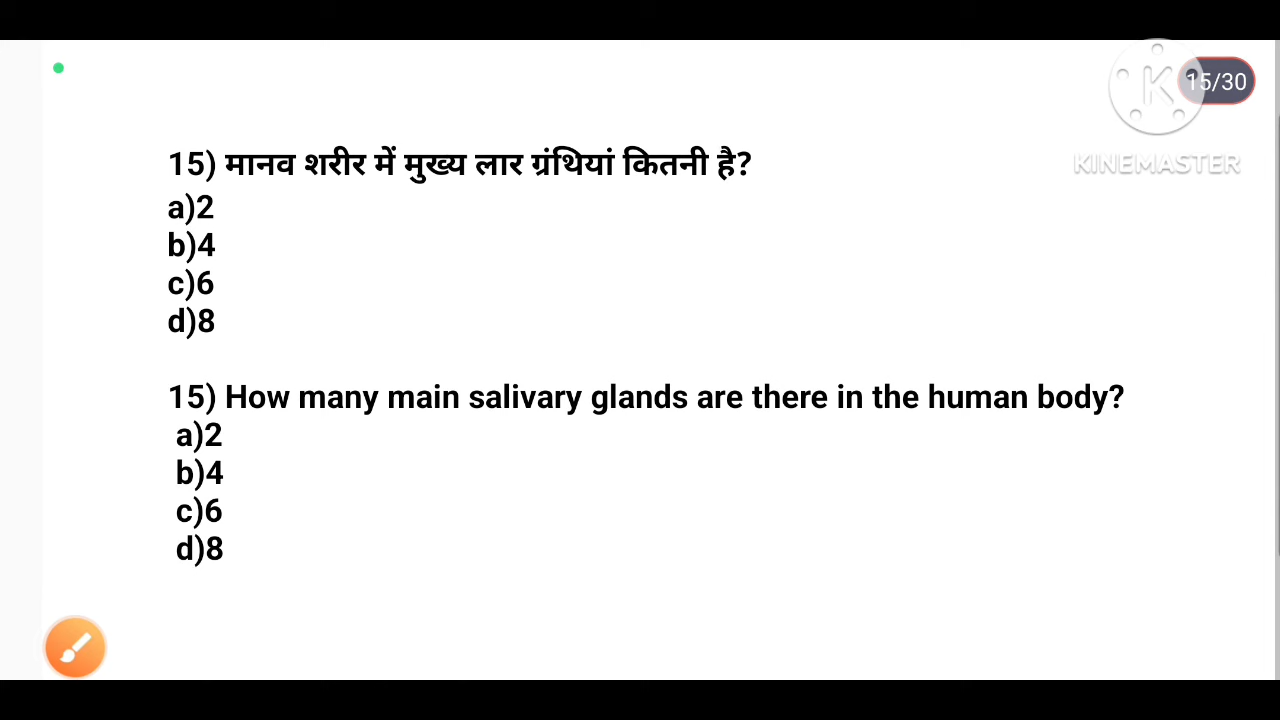 15/30
KINEMASTER
15) मानव शरीर में मुख्य लार ग्रंथियां कितनी है?
a)2
b)4
c)6
d)8
15) How many main salivary glands are there in the human body?
a)2
b)4
c)6
d)8